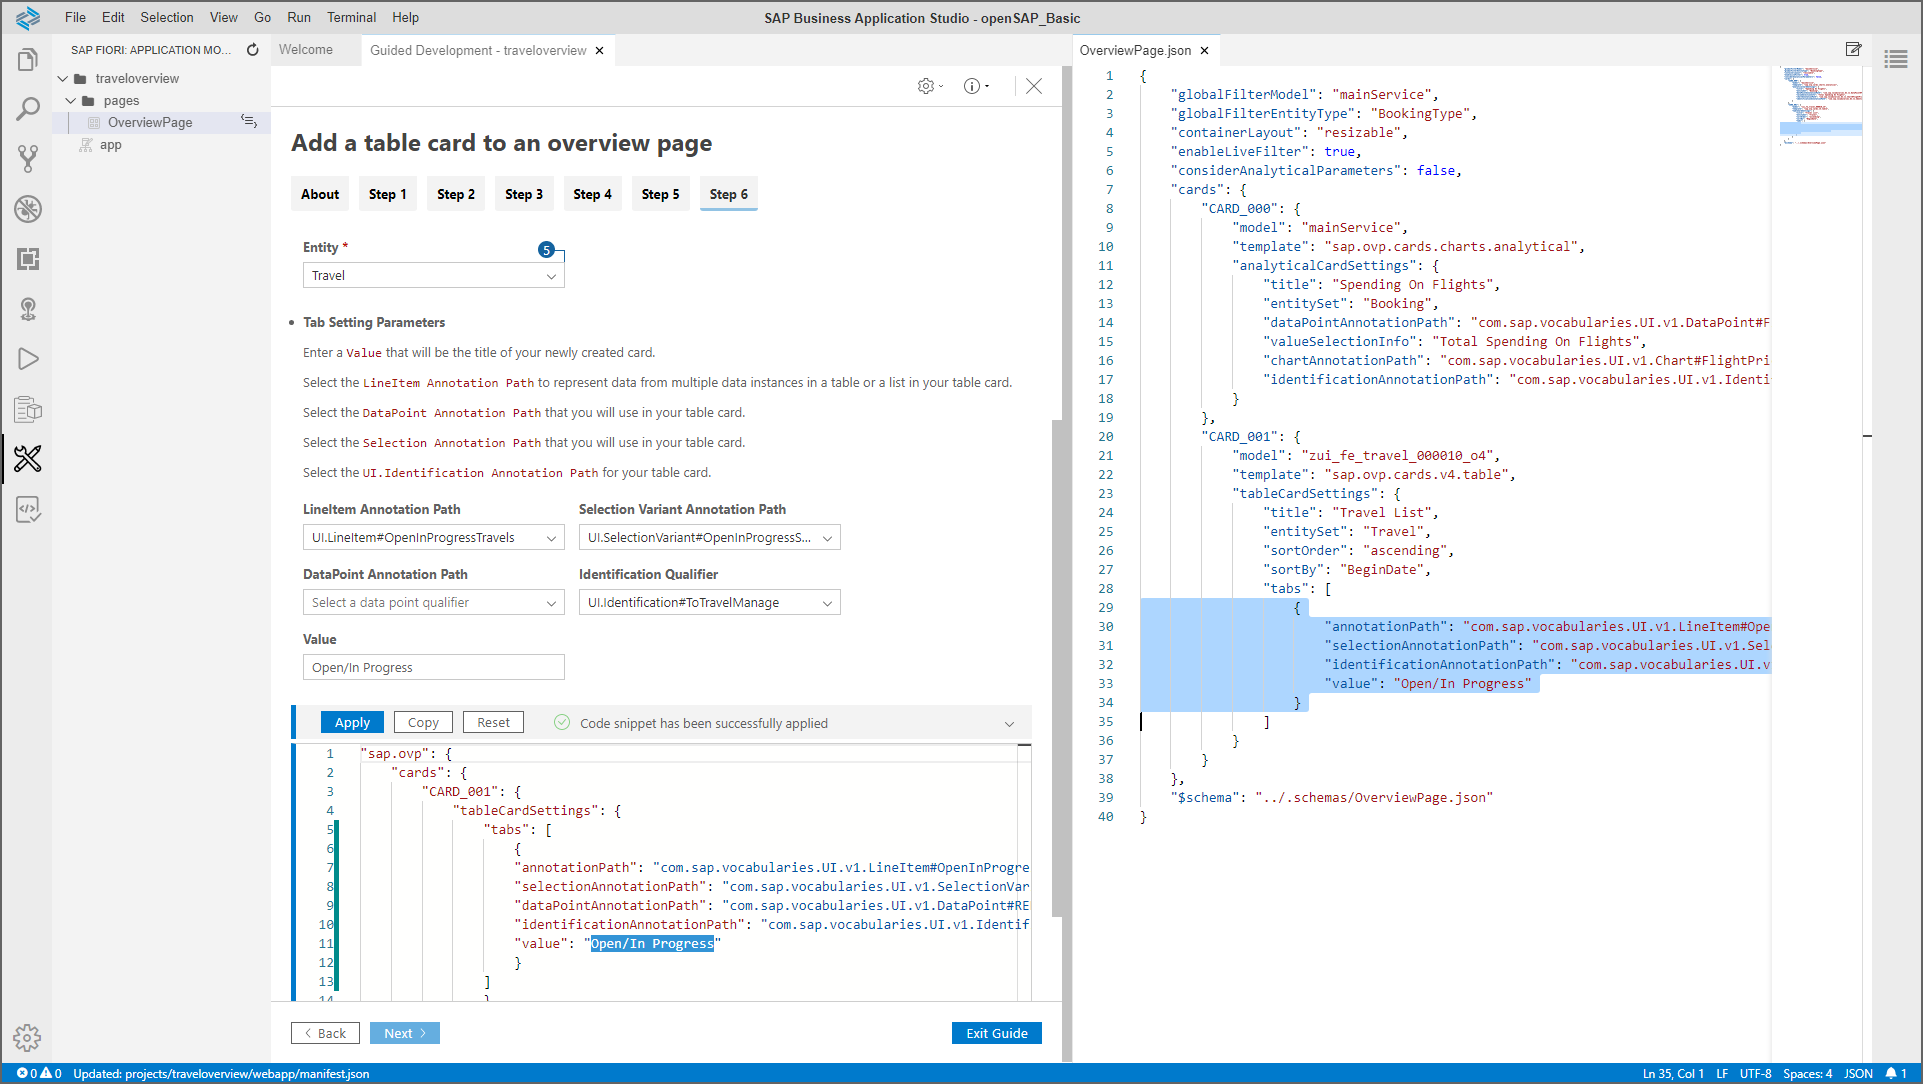 File Edit Selection View Go Run Terminal Help
SAP Business Application Studio - openSAP_Basic
SAP FIORI: APPLICATION MO...
traveloverview
pages
OverviewPage
app
Welcome
Guided Development - traveloverview
Add a table card to an overview page
About Step 1 Step 2 Step 3 Step 4 Step 5 Step 6
Entity *
5
Travel
Tab Setting Parameters
Enter a Value that will be the title of your newly created card.
Select the LineItem Annotation Path to represent data from multiple data instances in a table or a list in your table card.
Select the DataPoint Annotation Path that you will use in your table card.
Select the Selection Annotation Path that you will use in your table card.
Select the UI.Identification Annotation Path for your table card.
LineItem Annotation Path Selection Variant Annotation Path
UI.LineItem#OpenInProgressTravels UI.SelectionVariant#OpenInProgressS...
DataPoint Annotation Path Identification Qualifier
Select a data point qualifier UI.Identification#ToTravelManage
Value
Open/In Progress
Apply Copy Reset Code snippet has been successfully applied
1 "sap.ovp": {
2 "cards": {
3 "CARD_001": {
4 "tableCardSettings": {
5 "tabs": [
6 {
7 "annotationPath": "com.sap.vocabularies.UI.v1.LineItem#OpenInProgre
8 "selectionAnnotationPath": "com.sap.vocabularies.UI.v1.SelectionVar
9 "dataPointAnnotationPath": "com.sap.vocabularies.UI.v1.DataPoint#RE
10 "identificationAnnotationPath": "com.sap.vocabularies.UI.v1.Identif
11 "value": "Open/In Progress"
12 }
13 ]
14 }
Back Next Exit Guide
OverviewPage.json
1 {
2 "globalFilterModel": "mainService",
3 "globalFilterEntityType": "BookingType",
4 "containerLayout": "resizable",
5 "enableLiveFilter": true,
6 "considerAnalyticalParameters": false,
7 "cards": {
8 "CARD_000": {
9 "model": "mainService",
10 "template": "sap.ovp.cards.charts.analytical",
11 "analyticalCardSettings": {
12 "title": "Spending On Flights",
13 "entitySet": "Booking",
14 "dataPointAnnotationPath": "com.sap.vocabularies.UI.v1.DataPoint#F
15 "valueSelectionInfo": "Total Spending On Flights",
16 "chartAnnotationPath": "com.sap.vocabularies.UI.v1.Chart#FlightPri
17 "identificationAnnotationPath": "com.sap.vocabularies.UI.v1.Identi
18 }
19 },
20 "CARD_001": {
21 "model": "zui_fe_travel_000010_o4",
22 "template": "sap.ovp.cards.v4.table",
23 "tableCardSettings": {
24 "title": "Travel List",
25 "entitySet": "Travel",
26 "sortOrder": "ascending",
27 "sortBy": "BeginDate",
28 "tabs": [
29 {
30 "annotationPath": "com.sap.vocabularies.UI.v1.LineItem#Ope
31 "selectionAnnotationPath": "com.sap.vocabularies.UI.v1.Sel
32 "identificationAnnotationPath": "com.sap.vocabularies.UI.v
33 "value": "Open/In Progress"
34 }
35 ]
36 }
37 }
38 },
39 "$schema": "../.schemas/OverviewPage.json"
40 }
0 0 Updated: projects/traveloverview/webapp/manifest.json
Ln 35, Col 1 LF UTF-8 Spaces: 4 JSON 1